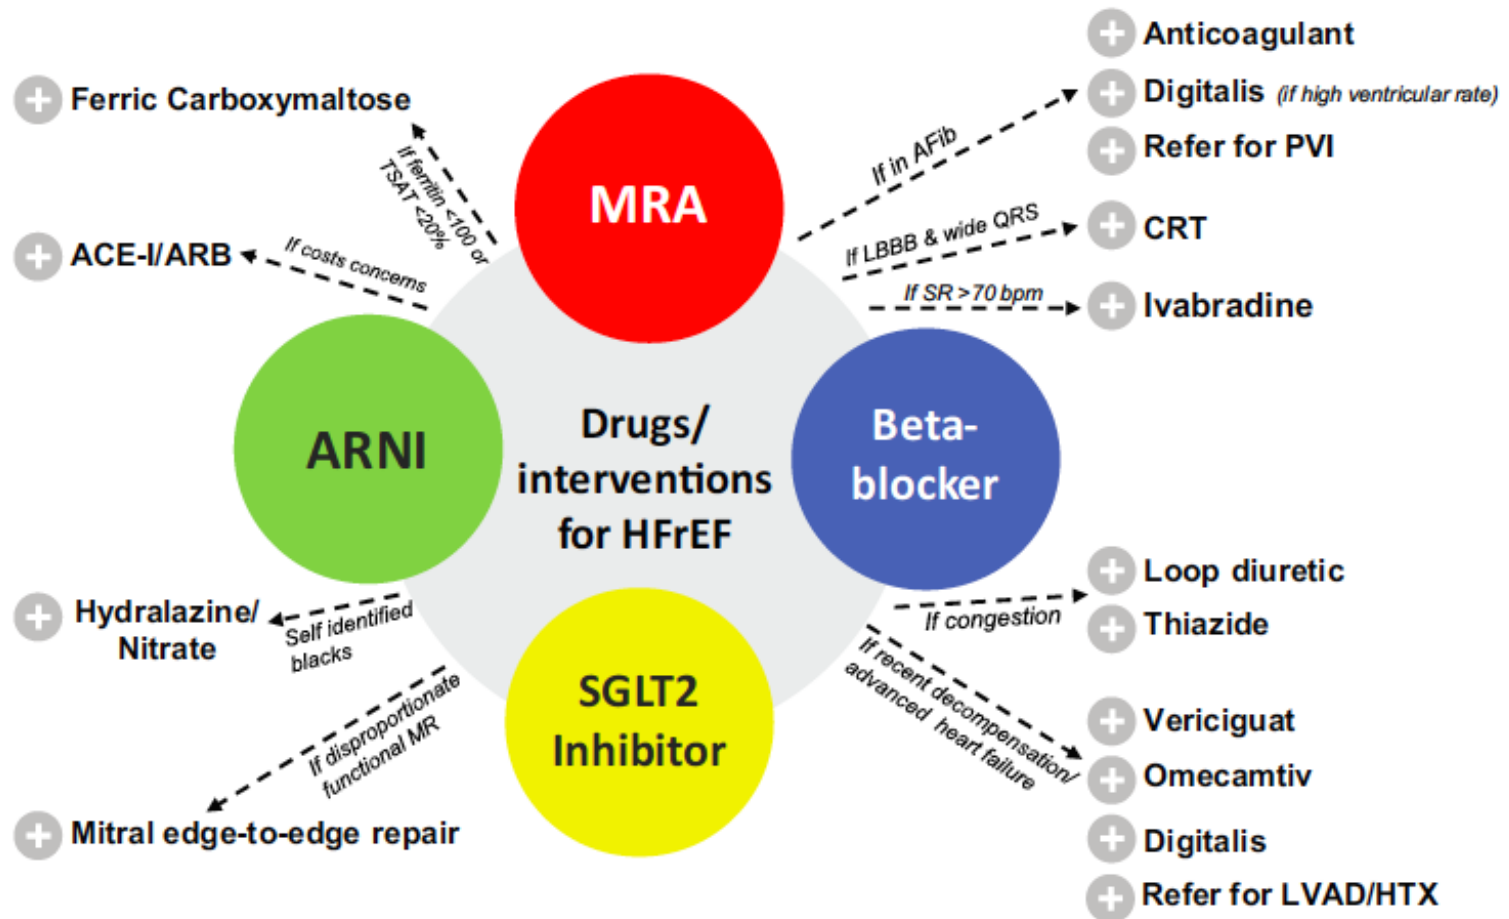 Ferric Carboxymaltose
If ferritin <100 or
TSAT <20%
ACE-I/ARB
If costs concerns
MRA
Anticoagulant
Digitalis (if high ventricular rate)
Refer for PVI
If in AFib
If LBBB & wide QRS
CRT
If SR >70 bpm
Ivabradine
ARNI
Drugs/
interventions
for HFrEF
Beta-
blocker
Hydralazine/
Nitrate
Self identified
blacks
If disproportionate
functional MR
Mitral edge-to-edge repair
SGLT2
Inhibitor
If congestion
Loop diuretic
Thiazide
If recent decompensation/
advanced heart failure
Vericiguat
Omecamtiv
Digitalis
Refer for LVAD/HTX